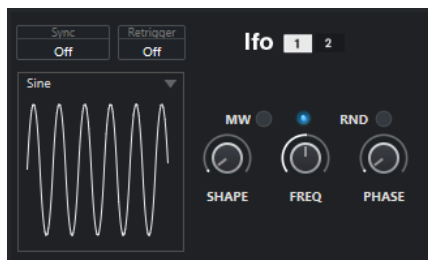 Sync
Off
Retrigger
Off
lfo 1 2
Sine
MW RND
SHAPE FREQ PHASE